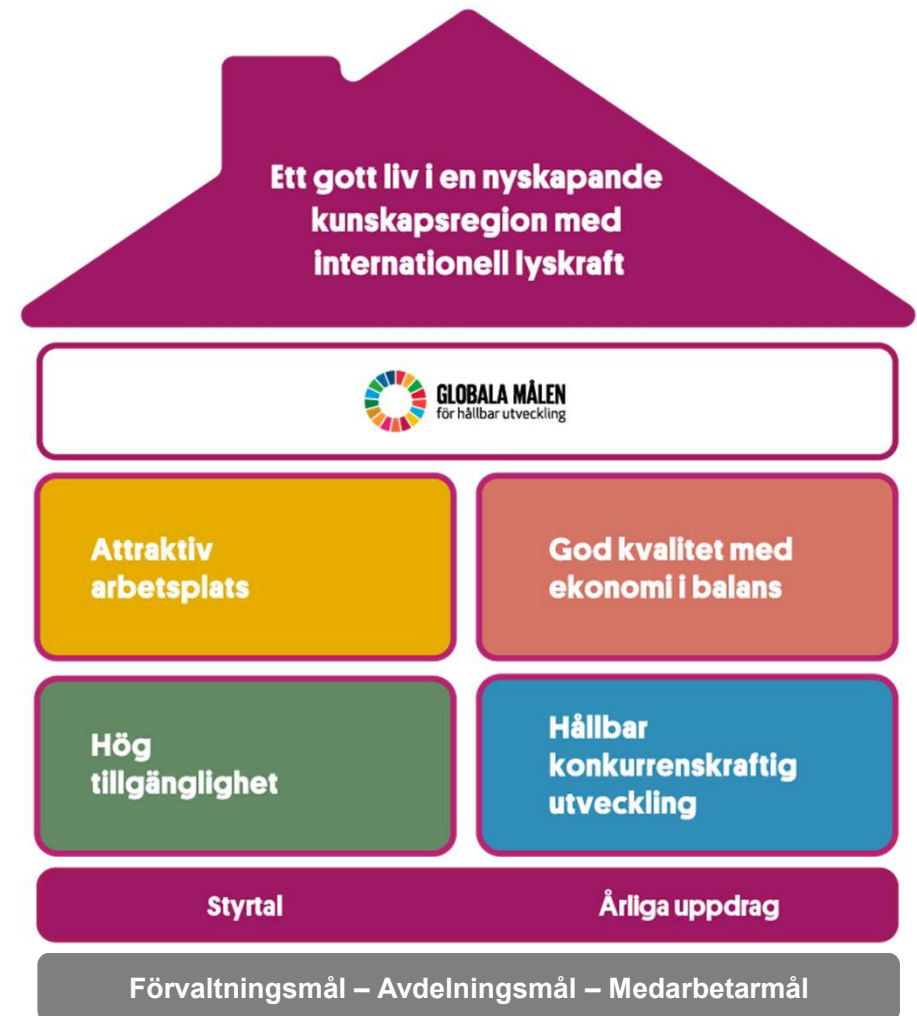 Ett gott liv i en nyskapande
kunskapsregion med
internationell lyskraft
GLOBALA MÅLEN
för hållbar utveckling
Attraktiv
arbetsplats
God kvalitet med
ekonomi i balans
Hög
tillgänglighet
Hållbar
konkurrenskraftig
utveckling
Styrtal
Årliga uppdrag
Förvaltningsmål – Avdelningsmål – Medarbetarmål